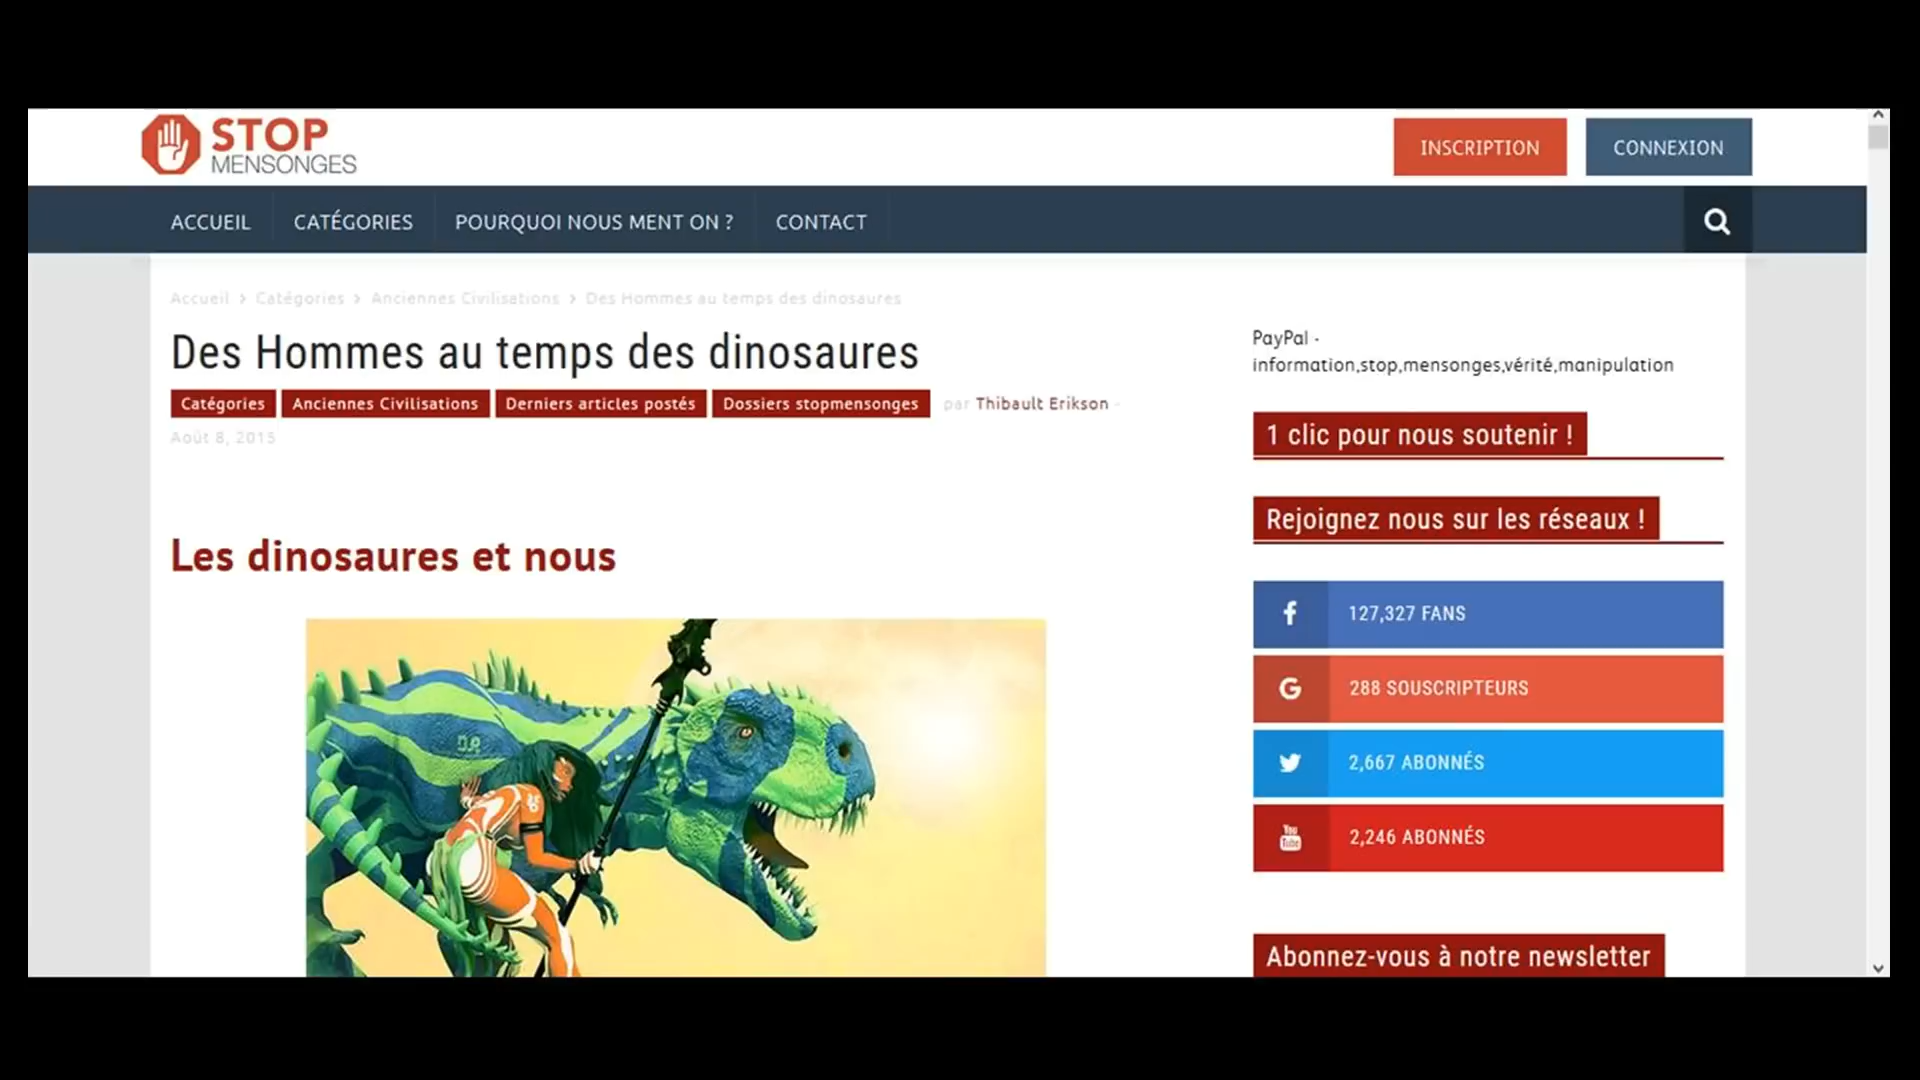 STOP
MENSONGES
INSCRIPTION
CONNEXION
ACCUEIL
CATÉGORIES
POURQUOI NOUS MENT ON ?
CONTACT
Accueil > Catégories > Anciennes Civilisations > Des Hommes au temps des dinosaures
Des Hommes au temps des dinosaures
Catégories
Anciennes Civilisations
Derniers articles postés
Dossiers stopmensonges
par Thibault Erikson -
Août 8, 2015
Les dinosaures et nous
PayPal -
information,stop,mensonges,vérité,manipulation
1 clic pour nous soutenir !
Rejoignez nous sur les réseaux !
127,327 FANS
288 SOUSCRIPTEURS
2,667 ABONNÉS
You
Tube
2,246 ABONNÉS
Abonnez-vous à notre newsletter